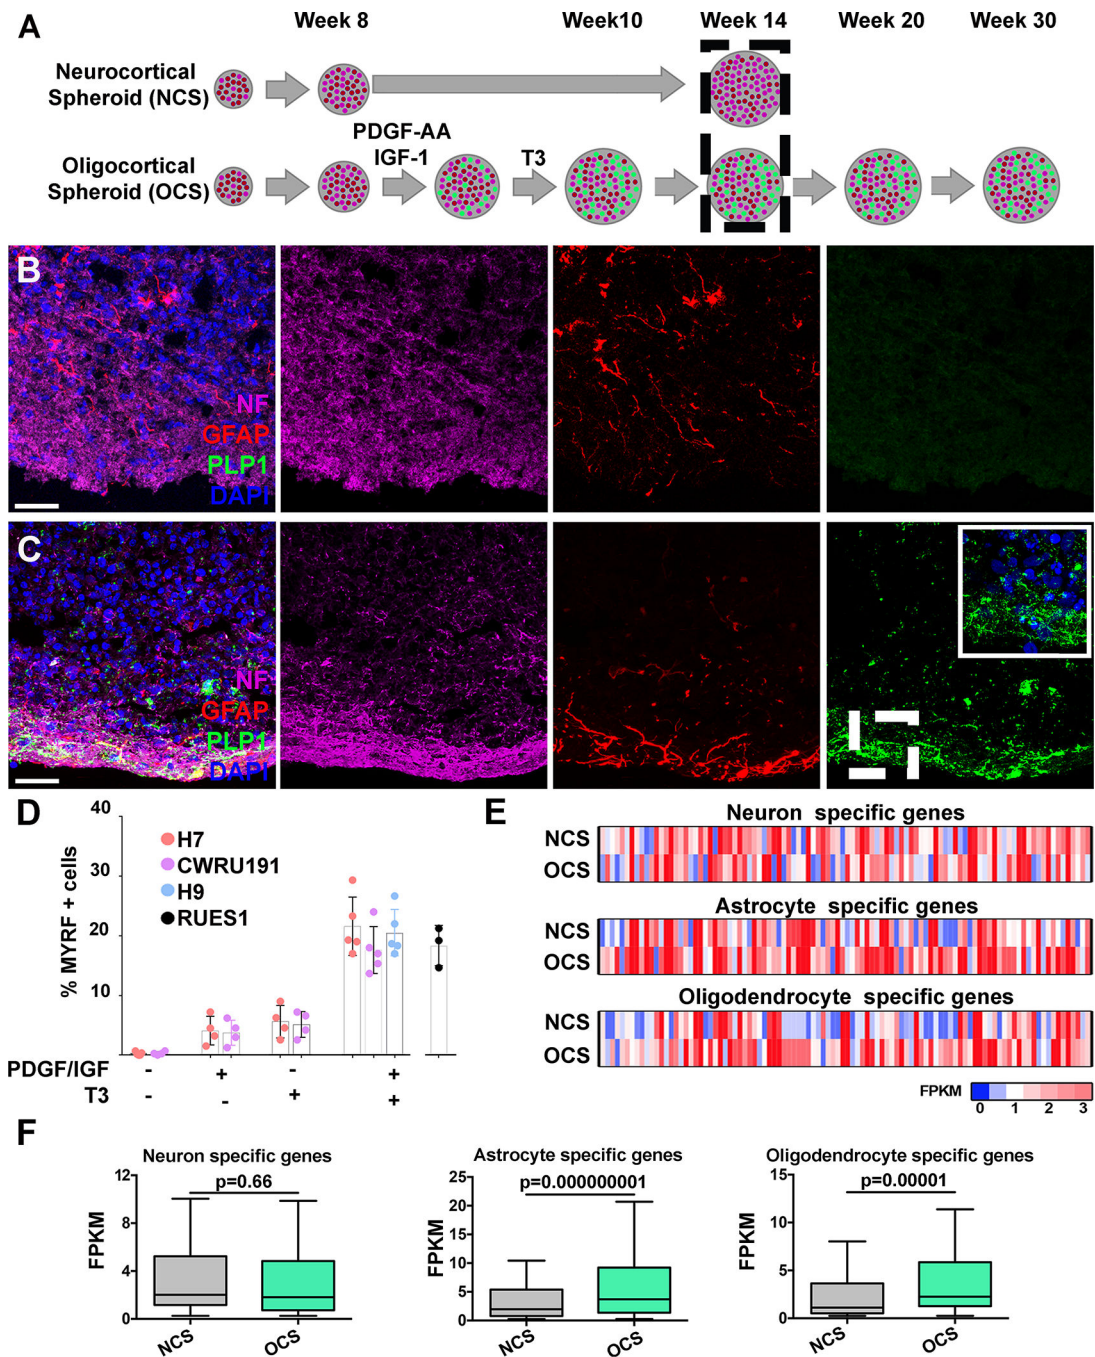 A
Week 8
Week10
Week 14
Week 20
Week 30
Neurocortical
Spheroid (NCS)
PDGF-AA
IGF-1
T3
Oligocortical
Spheroid (OCS)
B
NF
GFAP
PLP1
DAPI
C
NF
GFAP
PLP1
DAPI
D
% MYRF + cells
40
30
20
10
H7
CWRU191
H9
RUES1
PDGF/IGF - + - +
T3 - - + +
E
Neuron specific genes
NCS
OCS
Astrocyte specific genes
NCS
OCS
Oligodendrocyte specific genes
NCS
OCS
FPKM
0 1 2 3
F
Neuron specific genes
p=0.66
FPKM
12
8
4
0
NCS
OCS
Astrocyte specific genes
p=0.000000001
FPKM
25
20
15
10
5
0
NCS
OCS
Oligodendrocyte specific genes
p=0.00001
FPKM
15
10
5
0
NCS
OCS